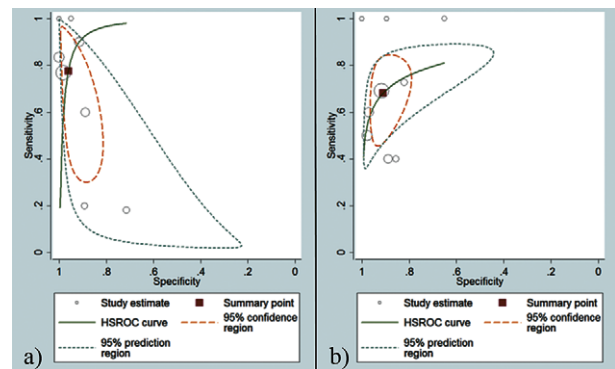 1
.8
.6
.4
.2
0
Sensitivity
1 .8 .6 .4 .2 0
Specificity
Study estimate Summary point
HSROC curve 95% confidence region
95% prediction region
a)
1
.8
.6
.4
.2
0
Sensitivity
1 .8 .6 .4 .2 0
Specificity
Study estimate Summary point
HSROC curve 95% confidence region
95% prediction region
b)